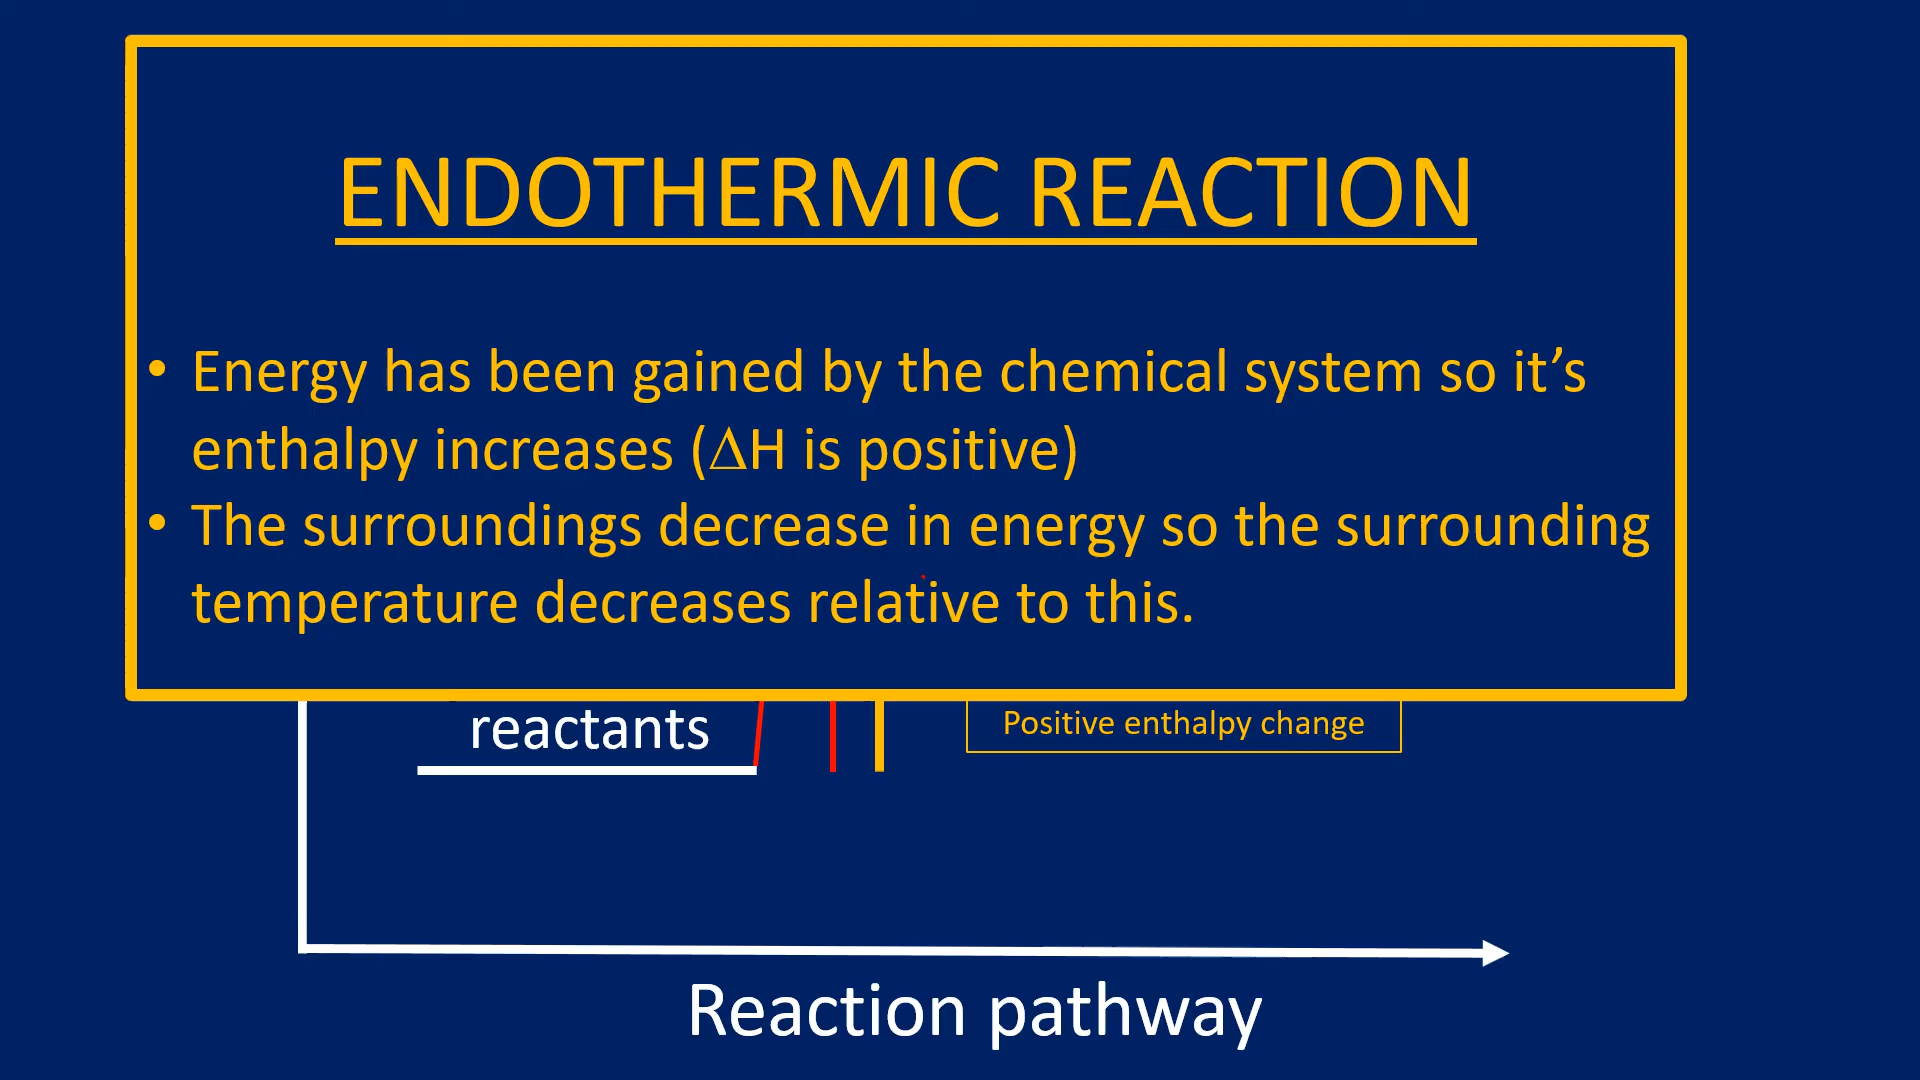 ENDOTHERMIC REACTION
• Energy has been gained by the chemical system so it’s
enthalpy increases (ΔH is positive)
• The surroundings decrease in energy so the surrounding
temperature decreases relative to this.
reactants
Positive enthalpy change
Reaction pathway